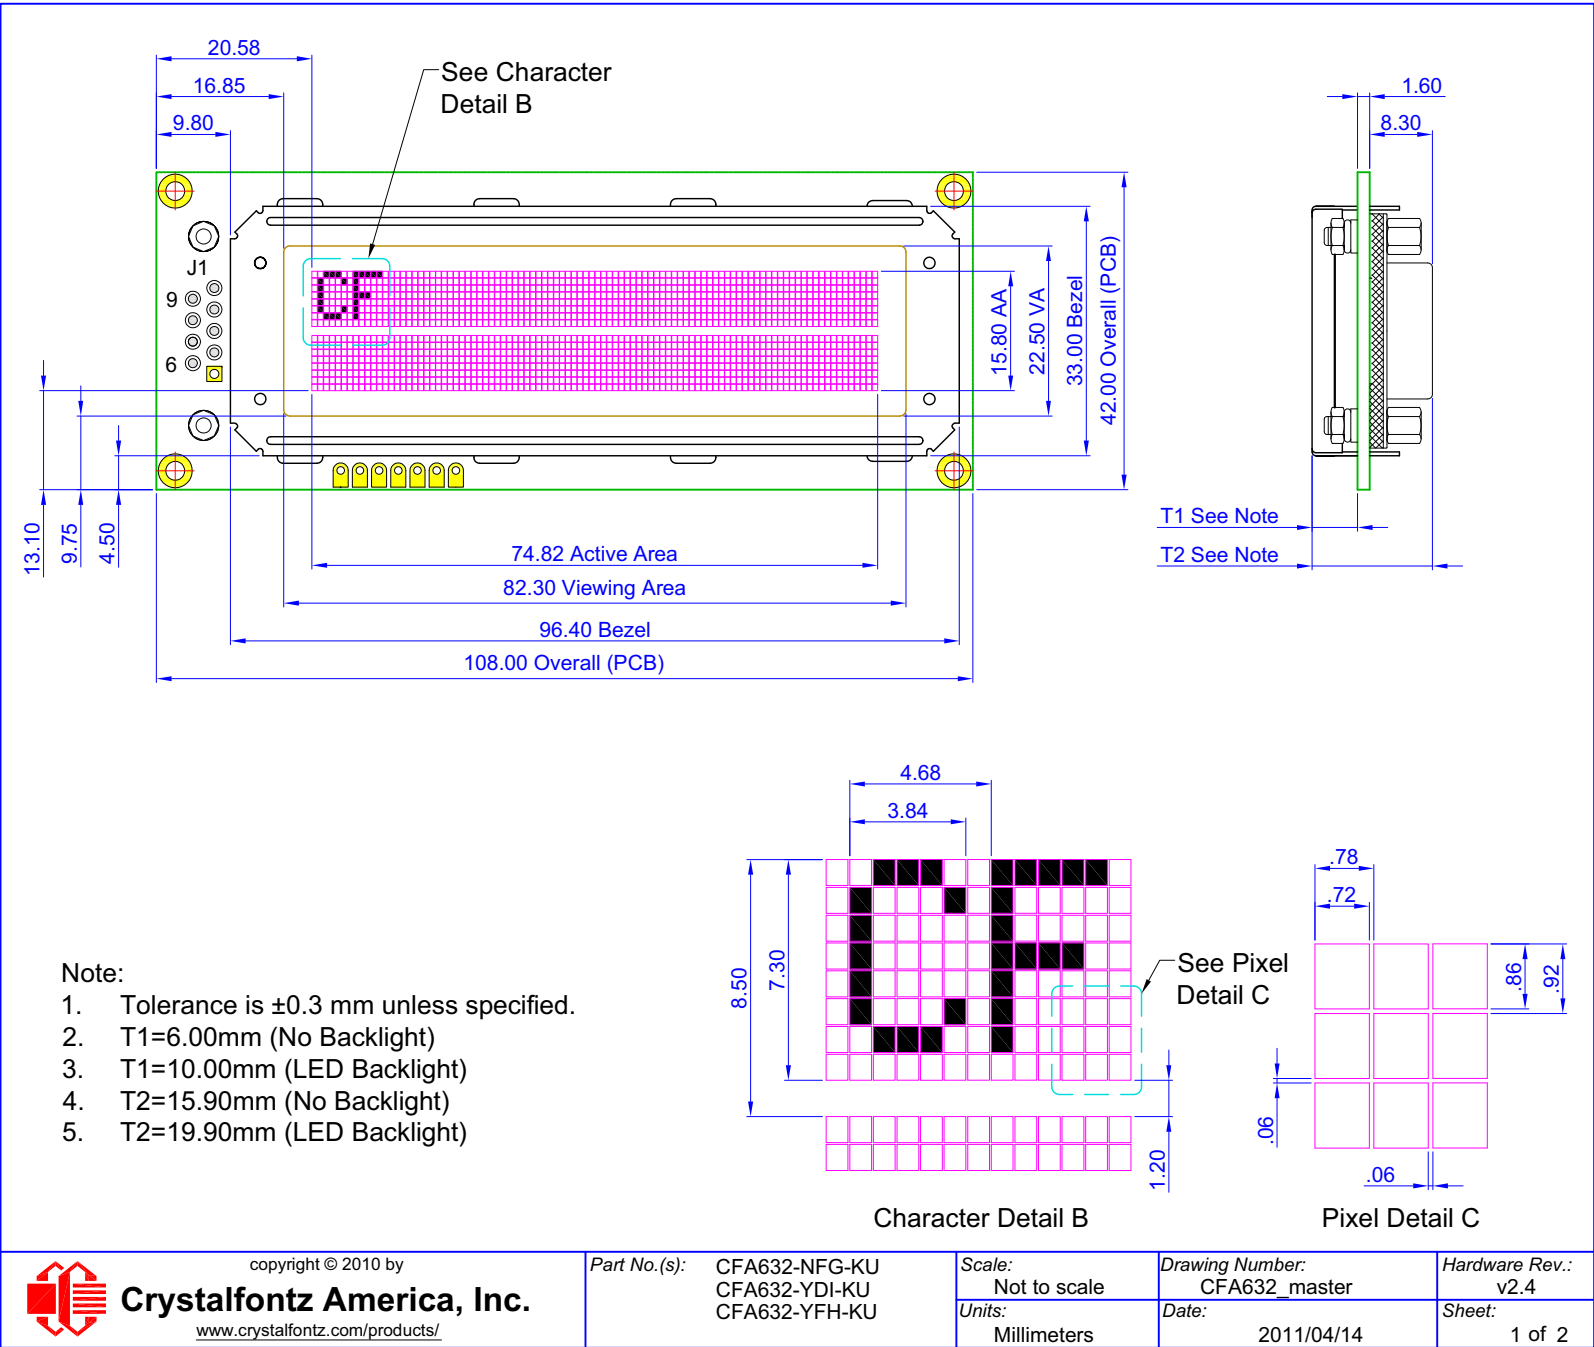 20.58
16.85
9.80
See Character
Detail B
1.60
8.30
J1
9
6
15.80 AA
22.50 VA
33.00 Bezel
42.00 Overall (PCB)
13.10
9.75
4.50
74.82 Active Area
82.30 Viewing Area
96.40 Bezel
108.00 Overall (PCB)
T1 See Note
T2 See Note
4.68
3.84
8.50
7.30
1.20
See Pixel
Detail C
Character Detail B
.78
.72
.86
.92
.06
.06
Pixel Detail C
Note:
1. Tolerance is ±0.3 mm unless specified.
2. T1=6.00mm (No Backlight)
3. T1=10.00mm (LED Backlight)
4. T2=15.90mm (No Backlight)
5. T2=19.90mm (LED Backlight)
copyright © 2010 by
Crystalfontz America, Inc.
www.crystalfontz.com/products/
Part No.(s): CFA632-NFG-KU
CFA632-YDI-KU
CFA632-YFH-KU
Scale:
Not to scale
Units:
Millimeters
Drawing Number:
CFA632_master
Date:
2011/04/14
Hardware Rev.:
v2.4
Sheet:
1 of 2